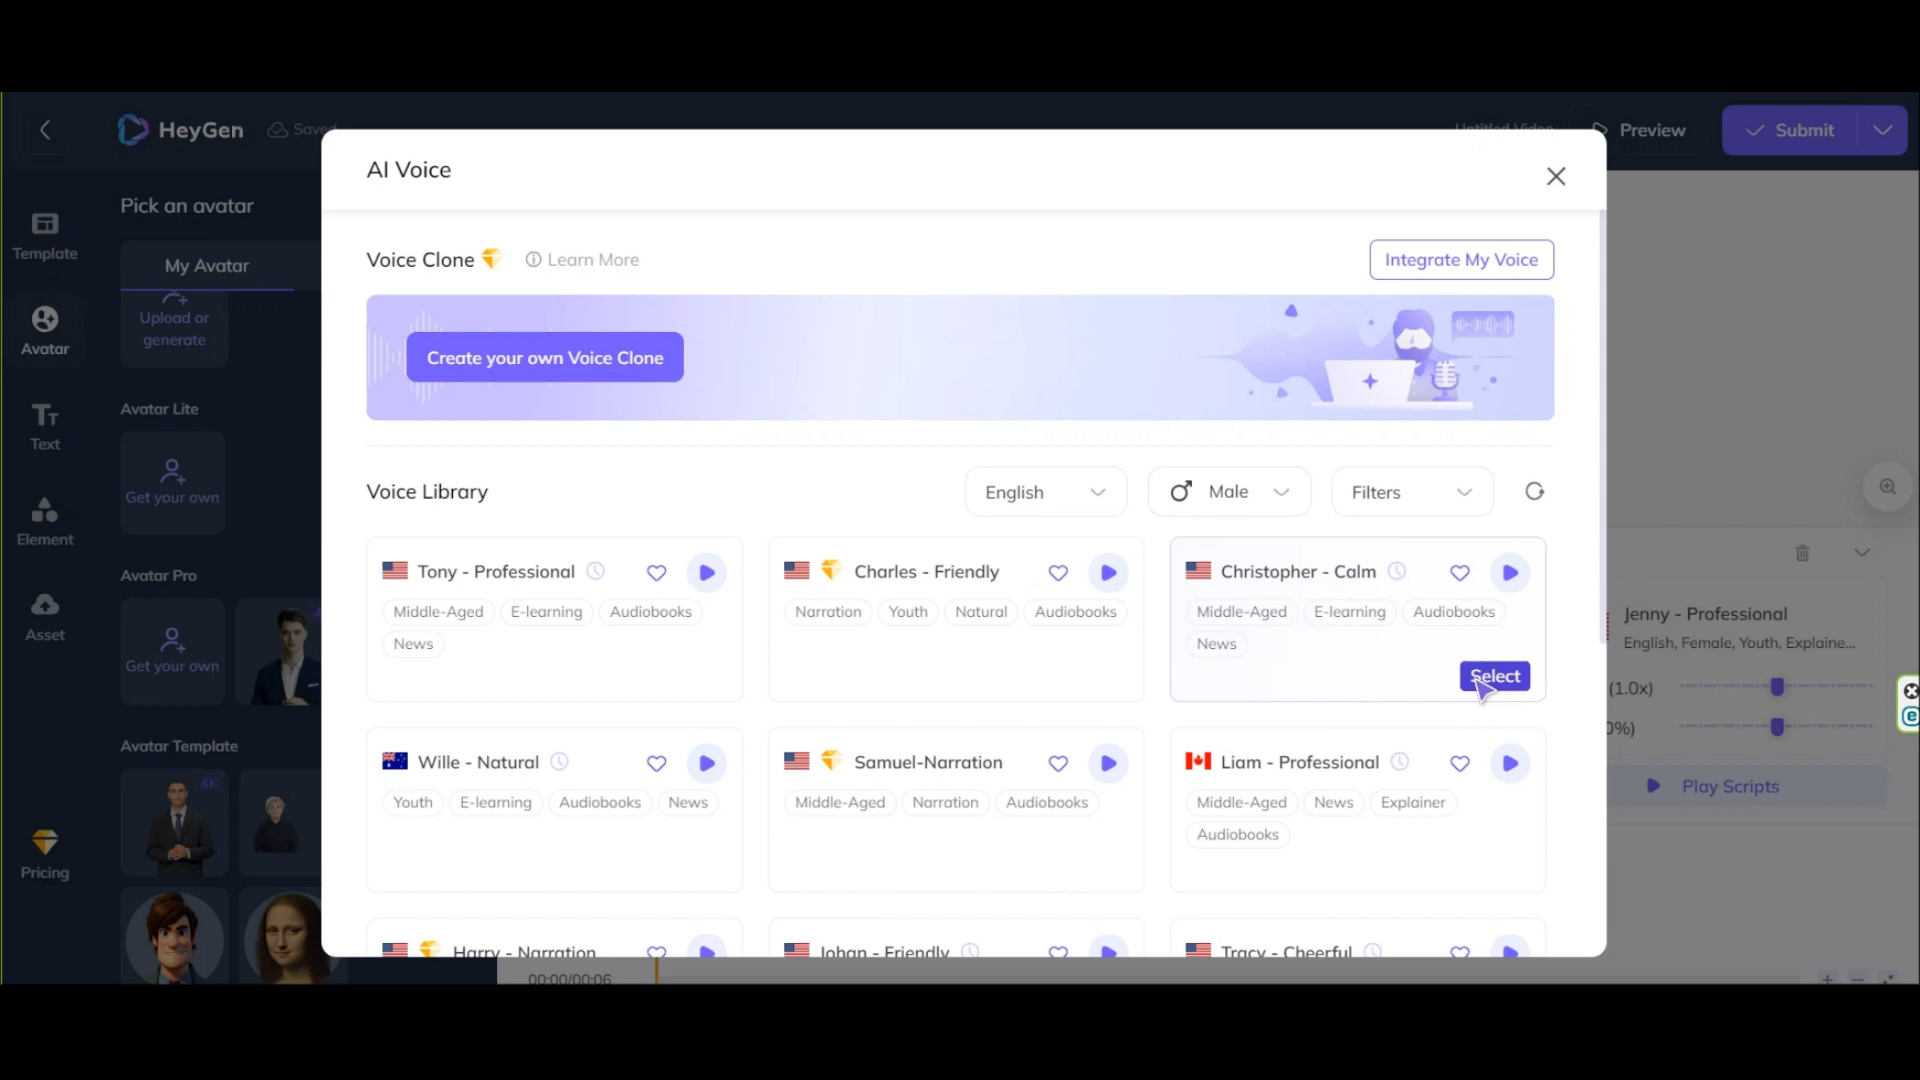 HeyGen
Saved
Untitled Video
Preview
Submit
Template
Avatar
Text
Element
Asset
Pricing
Pick an avatar
My Avatar
Upload or
generate
Avatar Lite
Get your own
Avatar Pro
Get your own
Avatar Template
4K
AI Voice
Voice Clone
Learn More
Integrate My Voice
Create your own Voice Clone
Voice Library
English
Male
Filters
Tony - Professional
Middle-Aged
E-learning
Audiobooks
News
Charles - Friendly
Narration
Youth
Natural
Audiobooks
Christopher - Calm
Middle-Aged
E-learning
Audiobooks
News
Select
Wille - Natural
Youth
E-learning
Audiobooks
News
Samuel-Narration
Middle-Aged
Narration
Audiobooks
Liam - Professional
Middle-Aged
News
Explainer
Audiobooks
Harry - Narration
Johan - Friendly
Tracy - Cheerful
Jenny - Professional
English, Female, Youth, Explaine...
(1.0x)
0%)
Play Scripts
00:00/00:06